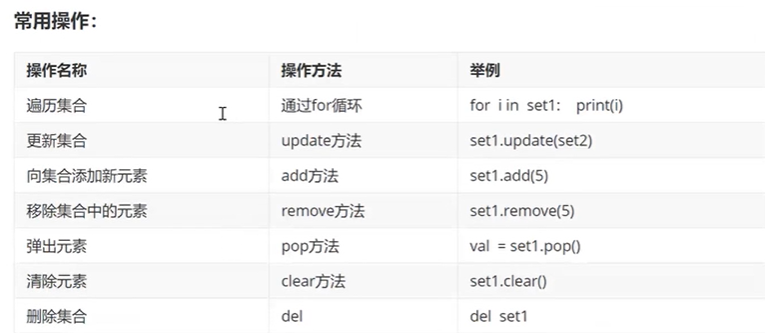 常用操作：
操作名称 操作方法 举例
遍历集合 通过for循环 for i in set1: print(i)
更新集合 update方法 set1.update(set2)
向集合添加新元素 add方法 set1.add(5)
移除集合中的元素 remove方法 set1.remove(5)
弹出元素 pop方法 val = set1.pop()
清除元素 clear方法 set1.clear()
删除集合 del del set1